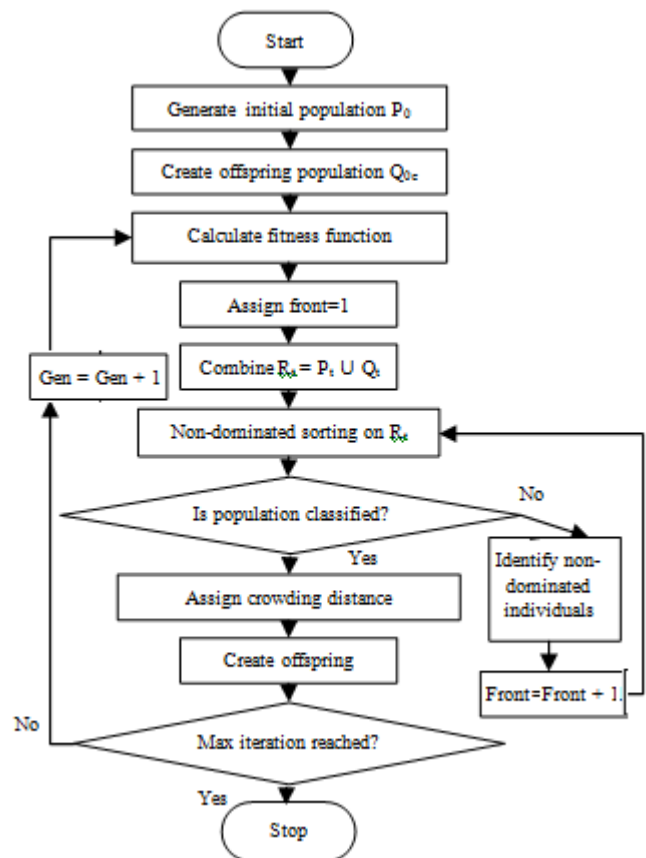 Start
Generate initial population P₀
Create offspring population Q₀ₑ
Calculate fitness function
Assign front=1
Gen = Gen + 1
Combine Rₜ = Pₜ ∪ Qₜ
Non-dominated sorting on Rₜ
No
Is population classified?
Yes
Identify non-
dominated
individuals
Assign crowding distance
Create offspring
Front=Front + 1.
No
Max iteration reached?
Yes
Stop